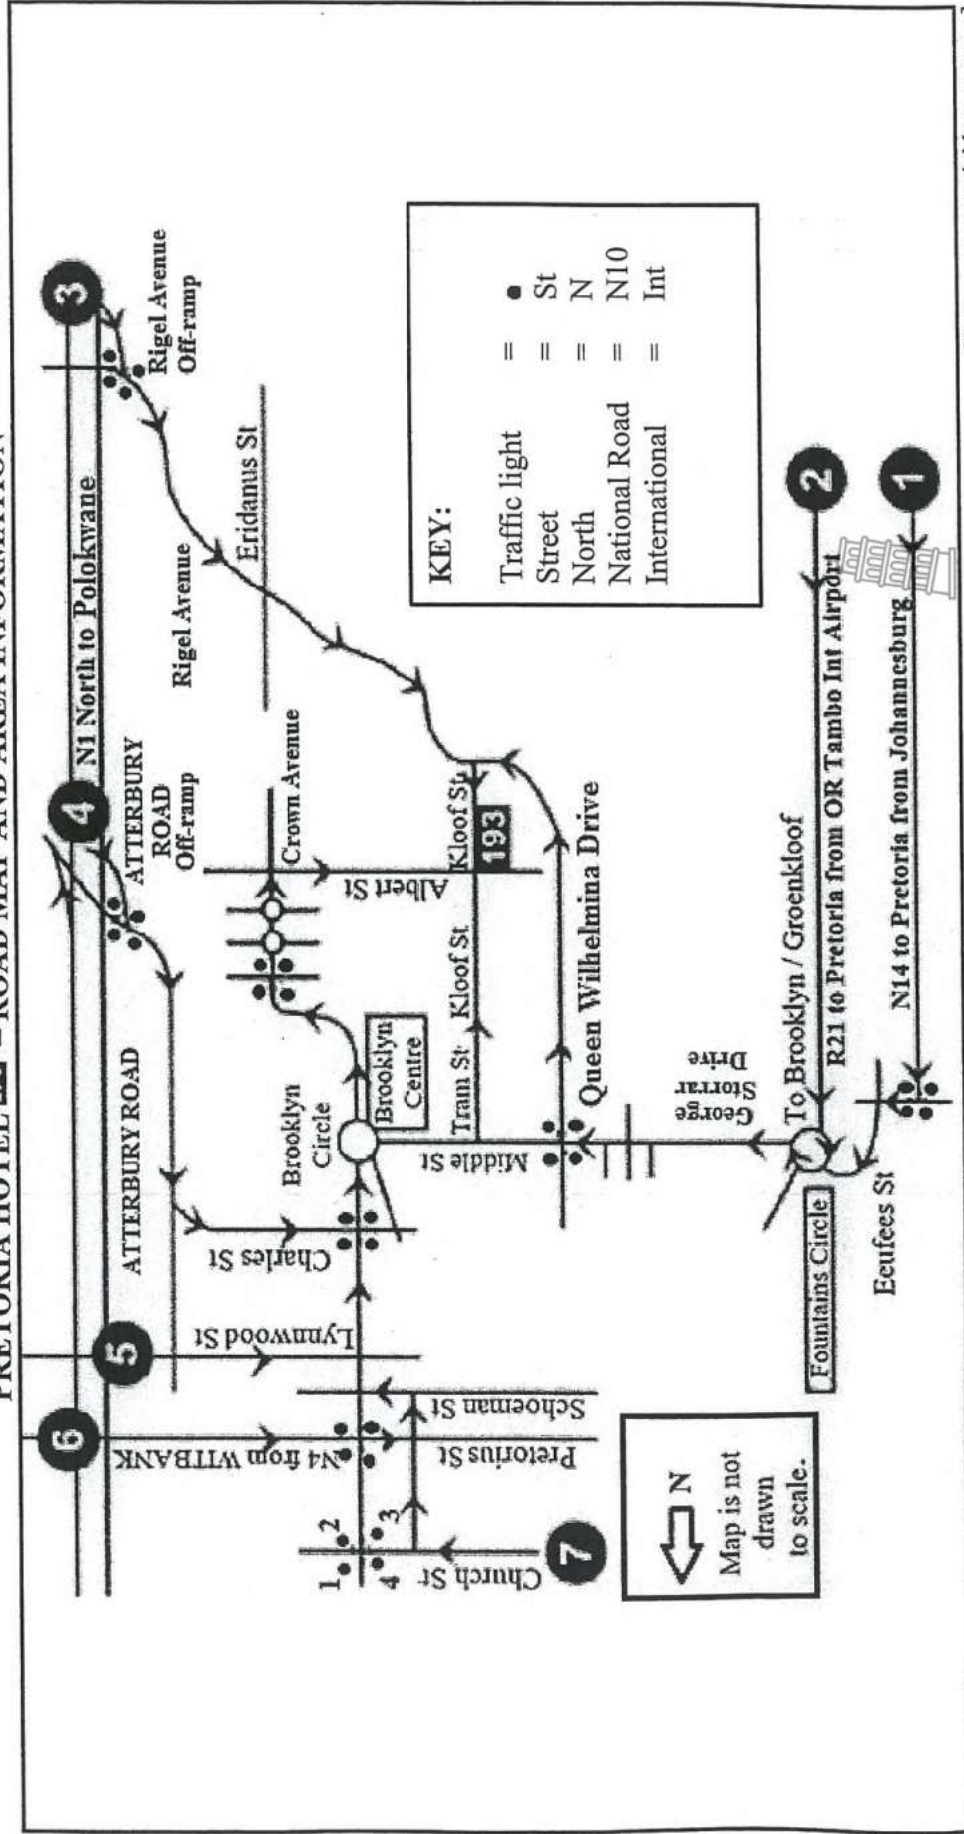 PRETORIA HOTEL – ROAD MAP AND AREA INFORMATION
6
5
4
3
N1 North to Polokwane
N4 from WITBANK
ATTERBURY ROAD
ATTERBURY
ROAD
Off-ramp
Rigel Avenue
Off-ramp
Rigel Avenue
Eridanus St
Lynnwood St
Charles St
Brooklyn
Circle
Crown Avenue
Brooklyn
Centre
Albert St
1
2
3
4
Church St
7
Pretorius St
Schoeman St
Middle St
Tram St
Kloof St
Kloof St
193
Queen Wilhelmina Drive
George
Storrar
Drive
KEY:
Traffic light = •
Street = St
North = N
National Road = N10
International = Int
N
Map is not
drawn
to scale.
Fountains Circle
To Brooklyn / Groenkloof
2
R21 to Pretoria from OR Tambo Int Airport
Ecufees St
1
N14 to Pretoria from Johannesburg